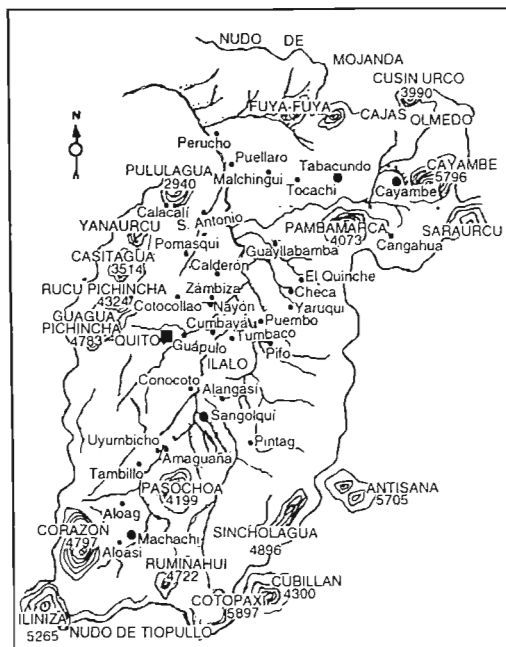 NUDO DE
MOJANDA
CUSIN URCO
3990
FUYA-FUYA
CAJAS
OLMEDO
N
Perucho
Puellaro
PULULAGUA
2940
Malchingui
Tabacundo
Tocachi
CAYAMBE
5796
Cayambe
Calacalí
S. Antonio
YANAURCU
PAMBAMARCA
4073
SARAURCU
Cangahua
Pomasqui
Guayllabamba
CASITAGUA
3514
Calderón
El Quinche
RUCU PICHINCHA
4324
Zámbiza
Checa
Cotocollao
Nayón
Yaruqui
GUAGUA
PICHINCHA
4783
QUITO
Cumbayá
Puembo
Guápulo
Tumbaco
Pifo
ILALO
Conocoto
Alangasí
Sangolquí
Uyumbicho
Pintag
Amaguaña
Tambillo
PASOCHOA
4199
ANTISANA
5705
Aloag
CORAZON
4797
Machachi
Aloasi
SINCHOLAGUA
4896
RUMIÑAHUI
4722
CUBILLAN
4300
COTOPAXI
5897
ILINIZA
5265
NUDO DE TIOPULLO